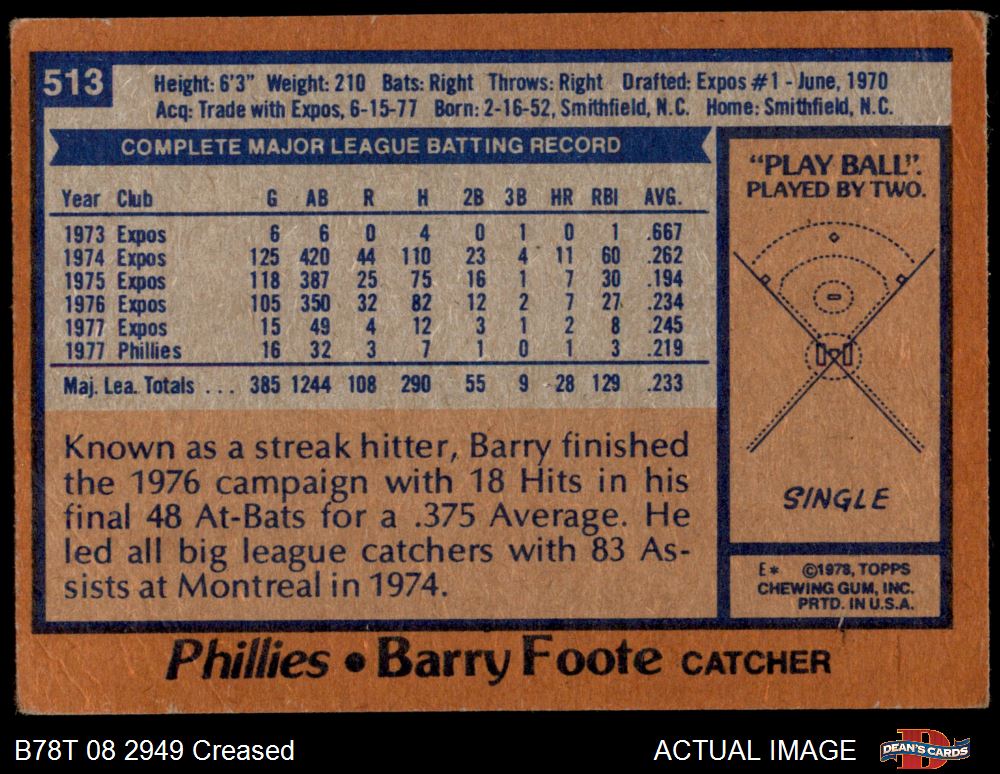 513
Height: 6'3" Weight: 210 Bats: Right Throws: Right Drafted: Expos #1 - June, 1970
Acq: Trade with Expos, 6-15-77 Born: 2-16-52, Smithfield, N.C. Home: Smithfield, N.C.
COMPLETE MAJOR LEAGUE BATTING RECORD
Year Club G AB R H 2B 3B HR RBI AVG.
1973 Expos 6 6 0 4 0 1 0 1 .667
1974 Expos 125 420 44 110 23 4 11 60 .262
1975 Expos 118 387 25 75 16 1 7 30 .194
1976 Expos 105 350 32 82 12 2 7 27 .234
1977 Expos 15 49 4 12 3 1 2 8 .245
1977 Phillies 16 32 3 7 1 0 1 3 .219
Maj. Lea. Totals ... 385 1244 108 290 55 9 28 129 .233
Known as a streak hitter, Barry finished
the 1976 campaign with 18 Hits in his
final 48 At-Bats for a .375 Average. He
led all big league catchers with 83 As-
sists at Montreal in 1974.
"PLAY BALL".
PLAYED BY TWO.
SINGLE
E* ©1978, TOPPS
CHEWING GUM, INC.
PRTD. IN U.S.A.
Phillies • Barry Foote CATCHER
B78T 08 2949 Creased
ACTUAL IMAGE
DEAN'S CARDS